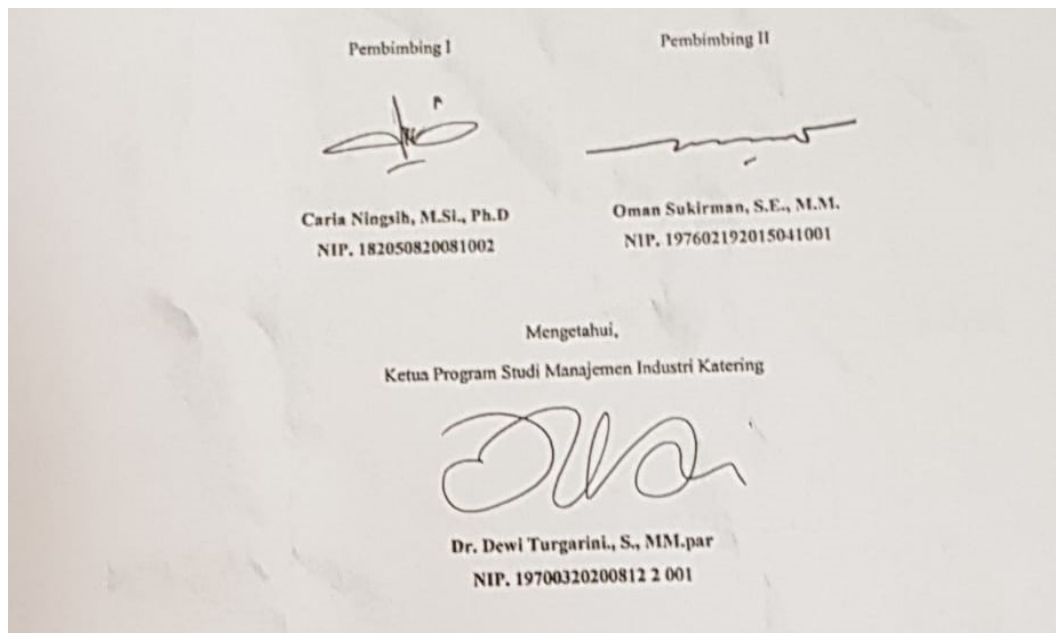 Pembimbing I
Pembimbing II
Caria Ningsih, M.Si., Ph.D
NIP. 182050820081002
Oman Sukirman, S.E., M.M.
NIP. 197602192015041001
Mengetahui,
Ketua Program Studi Manajemen Industri Katering
Dr. Dewi Turgarini., S., MM.par
NIP. 19700320200812 2 001